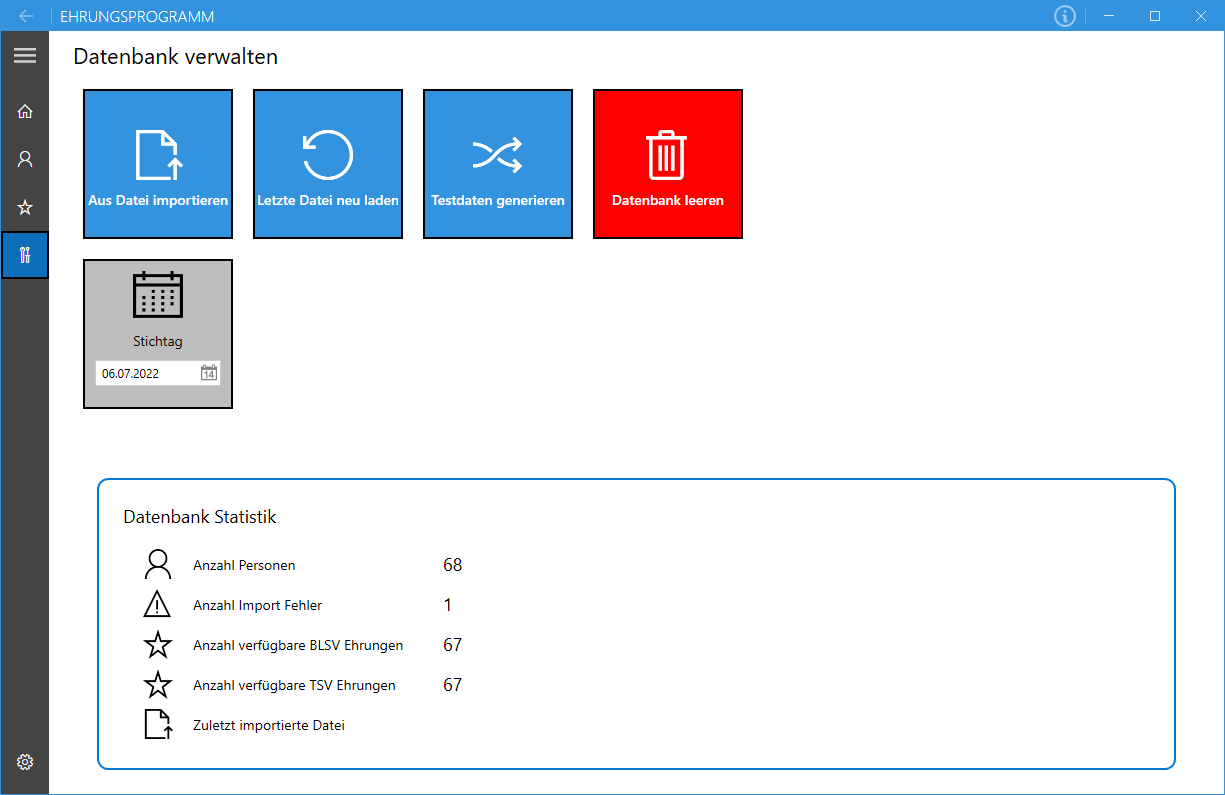 EHRUNGSPROGRAMM
Datenbank verwalten
Aus Datei importieren
Letzte Datei neu laden
Testdaten generieren
Datenbank leeren
Stichtag
06.07.2022
14
Datenbank Statistik
Anzahl Personen 68
Anzahl Import Fehler 1
Anzahl verfügbare BLSV Ehrungen 67
Anzahl verfügbare TSV Ehrungen 67
Zuletzt importierte Datei